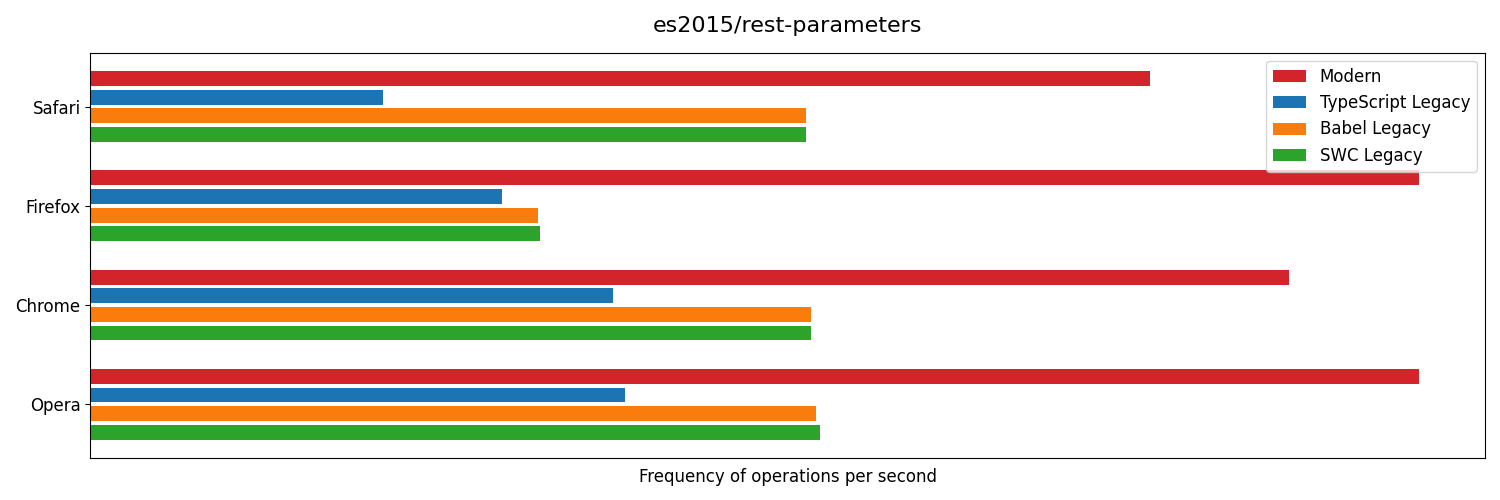 es2015/rest-parameters
Safari
Firefox
Chrome
Opera
Modern
TypeScript Legacy
Babel Legacy
SWC Legacy
Frequency of operations per second